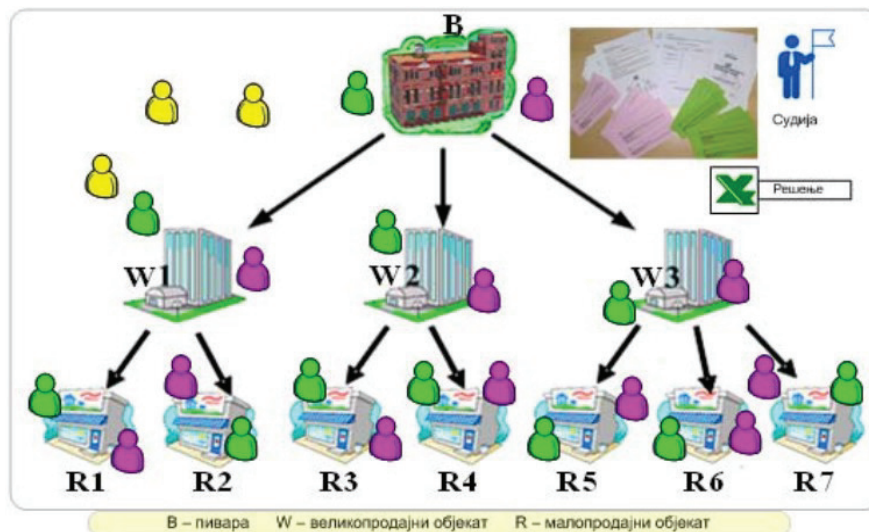 B
Судија
Решење
W1
W2
W3
R1
R2
R3
R4
R5
R6
R7
B – пивара W – великопродајни објекат R – малопродајни објекат